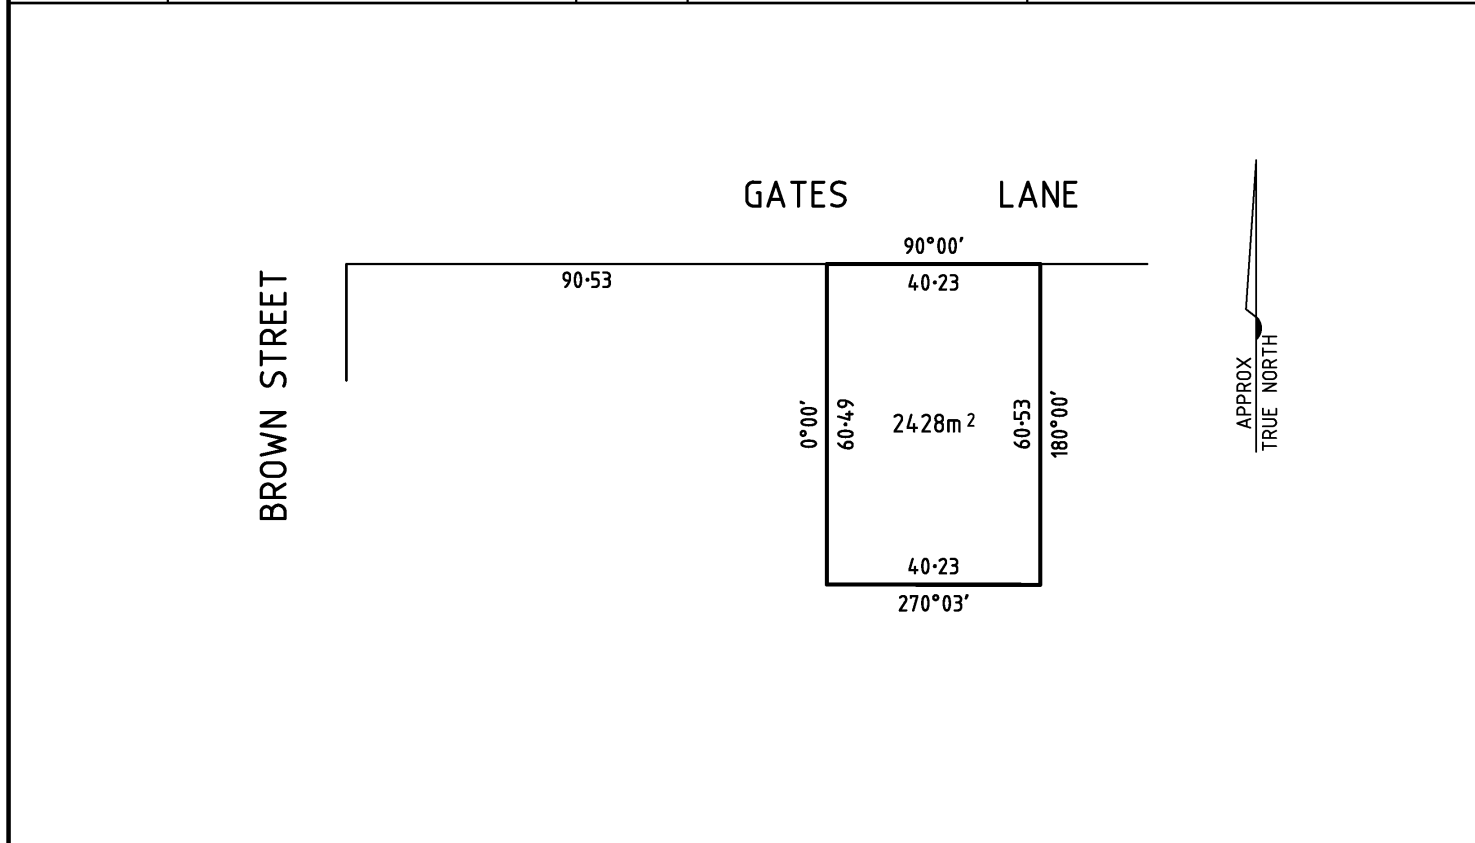 GATES LANE
90°00′
90·53
40·23
BROWN STREET
0°00′
60·49
2428m²
60·53
180°00′
40·23
270°03′
APPROX
TRUE NORTH